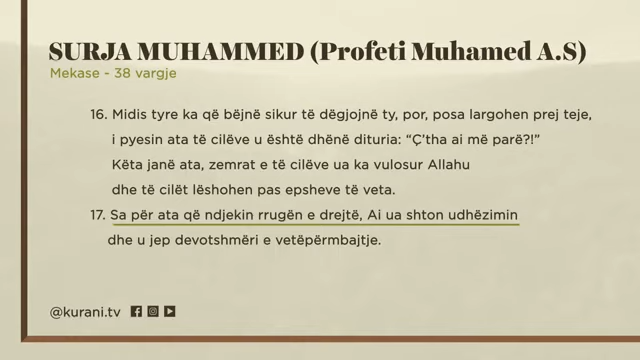 SURJA MUHAMMED (Profeti Muhamed A.S)
Mekase - 38 vargje
16. Midis tyre ka që bëjnë sikur të dëgjojnë ty, por, posa largohen prej teje,
i pyesin ata të cilëve u është dhënë dituria: “Ç’tha ai më parë?!”
Këta janë ata, zemrat e të cilëve ua ka vulosur Allahu
dhe të cilët lëshohen pas epsheve të veta.
17. Sa për ata që ndjekin rrugën e drejtë, Ai ua shton udhëzimin
dhe u jep devotshmëri e vetëpërmbajtje.
@kurani.tv